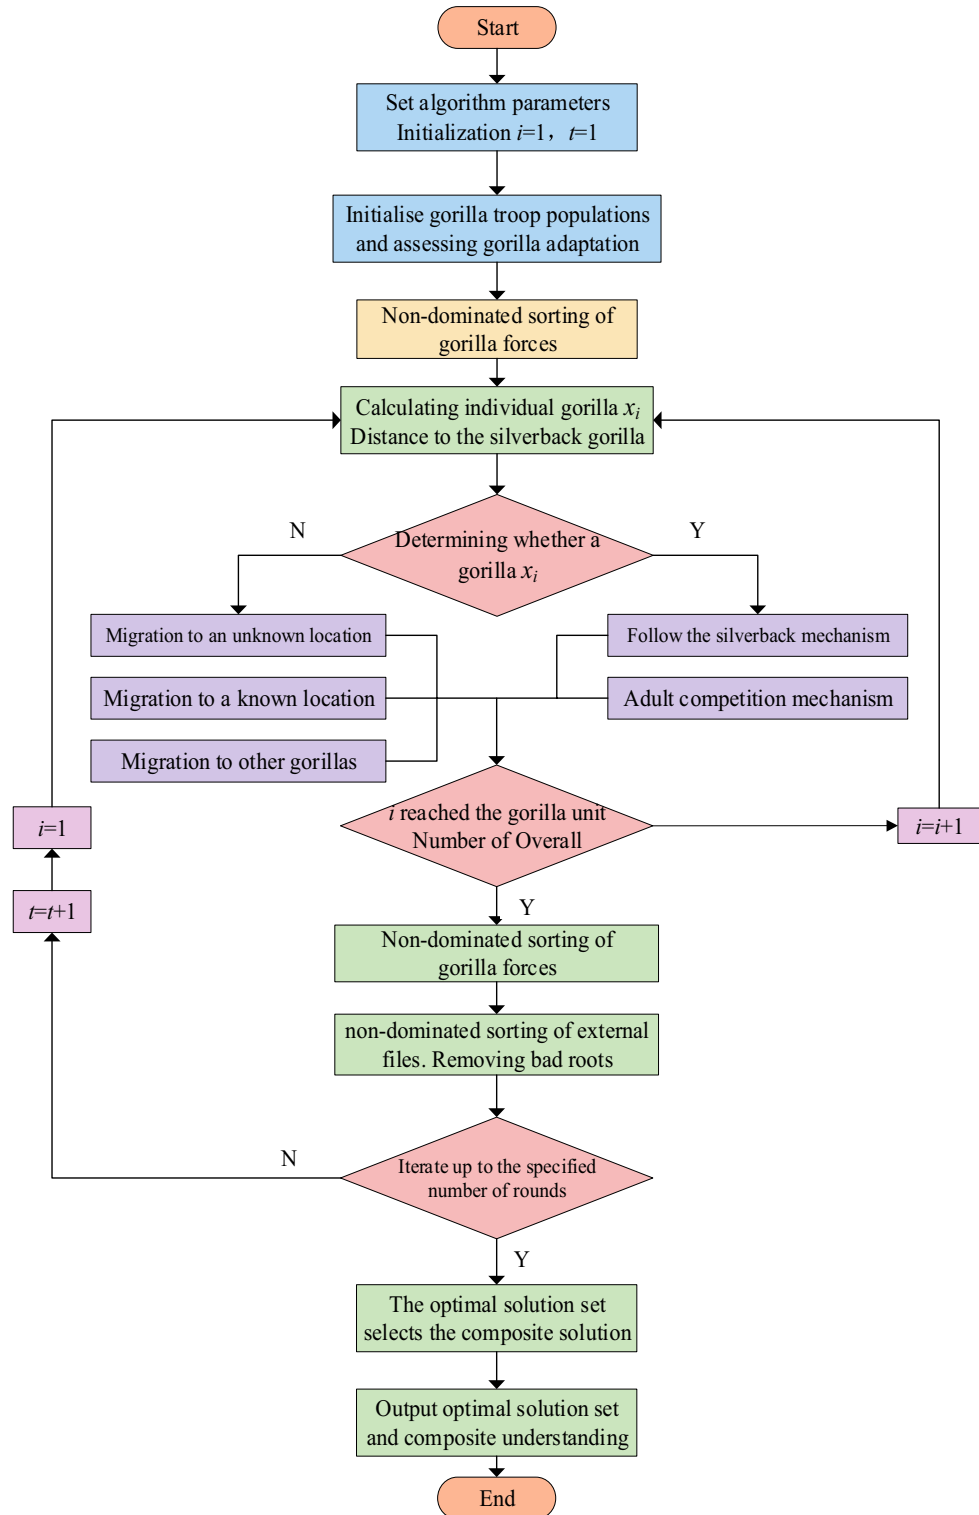 Start
Set algorithm parameters
Initialization i=1，t=1
Initialise gorilla troop populations
and assessing gorilla adaptation
Non-dominated sorting of
gorilla forces
Calculating individual gorilla xi
Distance to the silverback gorilla
N
Y
Determining whether a
gorilla xi
Migration to an unknown location
Follow the silverback mechanism
Migration to a known location
Adult competition mechanism
Migration to other gorillas
i reached the gorilla unit
Number of Overall
i=1
i=i+1
t=t+1
Y
Non-dominated sorting of
gorilla forces
non-dominated sorting of external
files. Removing bad roots
N
Iterate up to the specified
number of rounds
Y
The optimal solution set
selects the composite solution
Output optimal solution set
and composite understanding
End